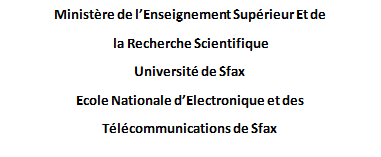 Ministère de l’Enseignement Supérieur Et de
la Recherche Scientifique
Université de Sfax
Ecole Nationale d’Electronique et des
Télécommunications de Sfax